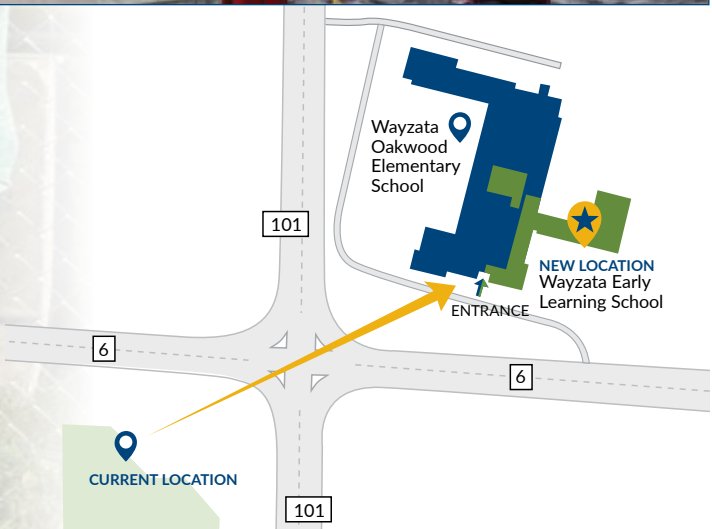 Wayzata
Oakwood
Elementary
School
101
NEW LOCATION
Wayzata Early
Learning School
ENTRANCE
6
6
CURRENT LOCATION
101